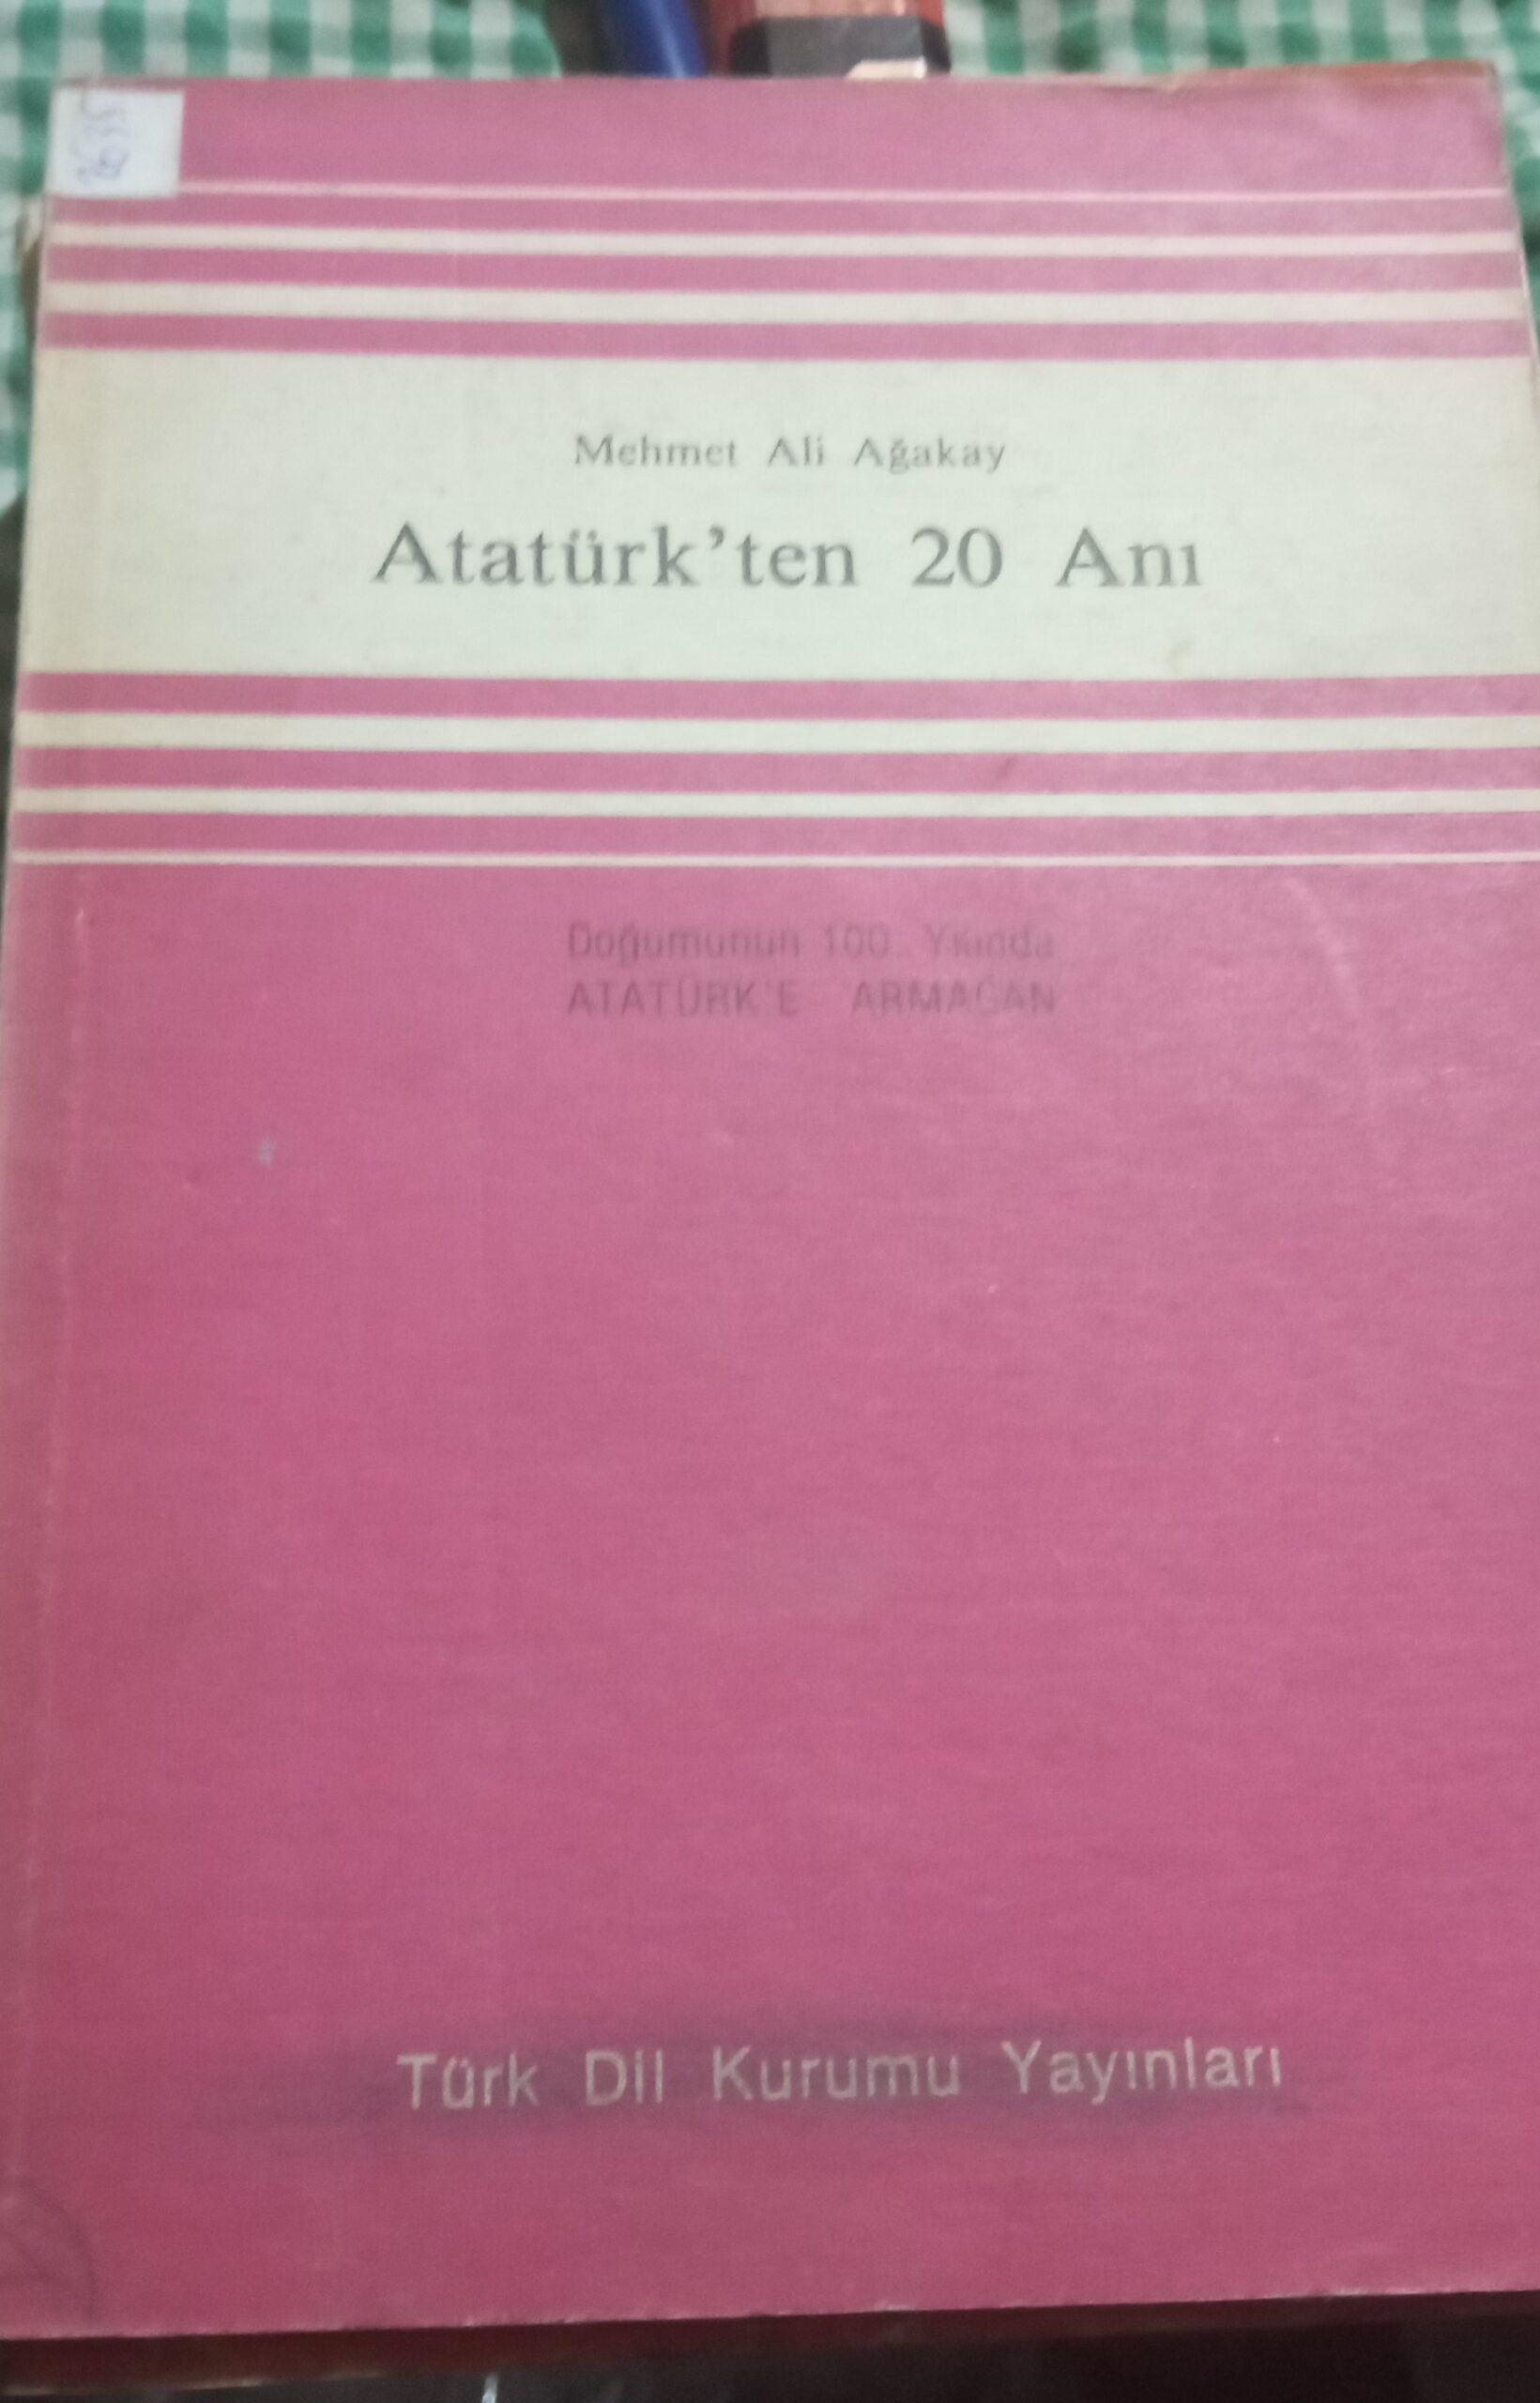 Mehmet Ali Ağakay
Atatürk'ten 20 Anı
Doğumunun 100. Yılında
ATATÜRK'E ARMAĞAN
Türk Dil Kurumu Yayınları